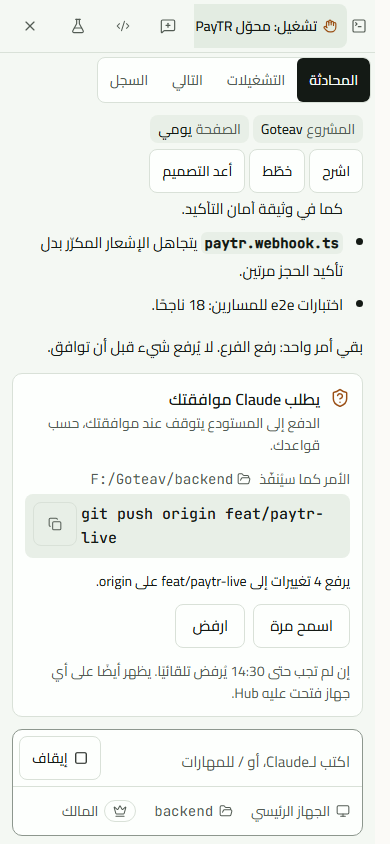 تشغيل: محوّل PayTR
المحادثة
التشغيلات
التالي
السجل
المشروع Goteav
الصفحة يومي
اشرح
خطّط
أعد التصميم
كما في وثيقة أمان التأكيد.
paytr.webhook.ts يتجاهل الإشعار المكرّر بدل
تأكيد الحجز مرتين.
اختبارات e2e للمسارين: 18 ناجحًا.
بقي أمر واحد: رفع الفرع. لا يُرفع شيء قبل أن توافق.
يطلب Claude موافقتك
الدفع إلى المستودع يتوقف عند موافقتك، حسب
قواعدك.
الأمر كما سيُنفَّذ F:/Goteav/backend
git push origin feat/paytr-
live
يرفع 4 تغييرات إلى feat/paytr-live على origin.
اسمح مرة
ارفض
إن لم تجب حتى 14:30 يُرفض تلقائيًا. يظهر أيضًا على أي
جهاز فتحت عليه Hub.
اكتب لـClaude، أو / للمهارات
إيقاف
الجهاز الرئيسي
backend
المالك